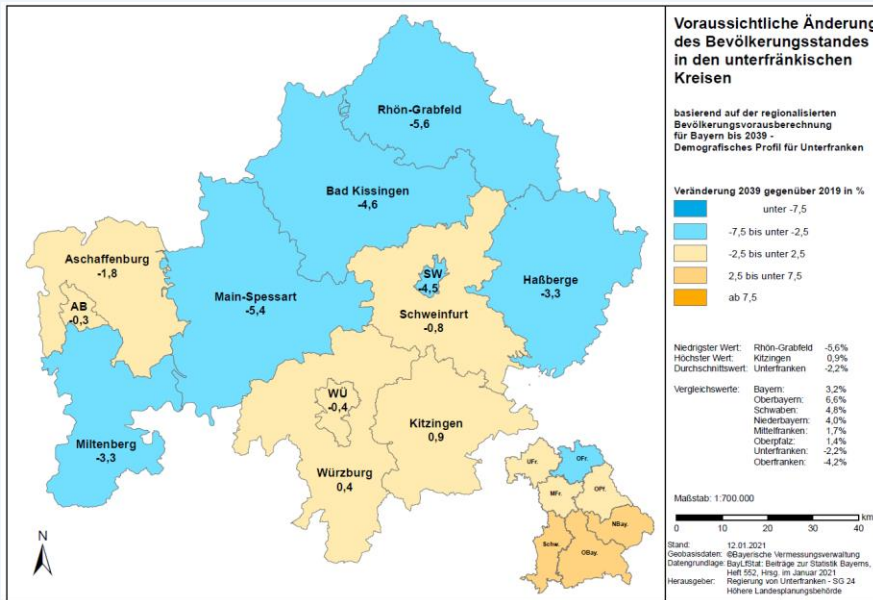 Voraussichtliche Änderung
des Bevölkerungsstandes
in den unterfränkischen
Kreisen
basierend auf der regionalisierten
Bevölkerungsvorausberechnung
für Bayern bis 2039 -
Demografisches Profil für Unterfranken
Veränderung 2039 gegenüber 2019 in %
unter -7,5
-7,5 bis unter -2,5
-2,5 bis unter 2,5
2,5 bis unter 7,5
ab 7,5
Niedrigster Wert: Rhön-Grabfeld -5,6%
Höchster Wert: Kitzingen 0,9%
Durchschnittswert: Unterfranken -2,2%
Vergleichswerte: Bayern: 3,2%
Oberbayern: 6,6%
Schwaben: 4,8%
Niederbayern: 4,0%
Mittelfranken: 1,7%
Oberpfalz: 1,4%
Unterfranken: -2,2%
Oberfranken: -4,2%
Maßstab: 1:700.000
0 10 20 30 40 km
Stand: 12.01.2021
Geobasisdaten: ©Bayerische Vermessungsverwaltung
Datengrundlage: BayLfStat: Beiträge zur Statistik Bayerns,
Heft 552, Hrsg. im Januar 2021
Herausgeber: Regierung von Unterfranken - SG 24
Höhere Landesplanungsbehörde
Rhön-Grabfeld
-5,6
Bad Kissingen
-4,6
Aschaffenburg
-1,8
AB
-0,3
Main-Spessart
-5,4
SW
-4,5
Schweinfurt
-0,8
Haßberge
-3,3
Miltenberg
-3,3
WÜ
-0,4
Würzburg
0,4
Kitzingen
0,9
UFr.
OFr.
MFr.
OPf.
NBay.
Schw.
OBay.
N